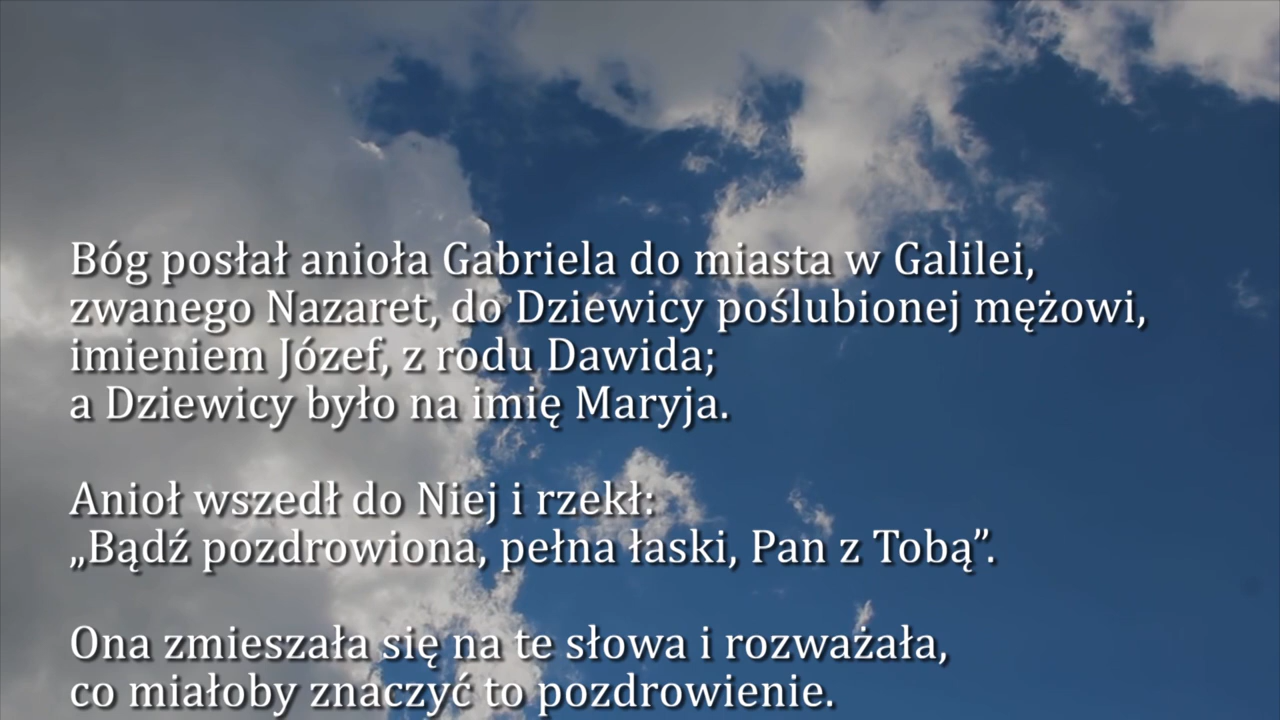 Bóg posłał anioła Gabriela do miasta w Galilei,
zwanego Nazaret, do Dziewicy poślubionej mężowi,
imieniem Józef, z rodu Dawida;
a Dziewicy było na imię Maryja.
Anioł wszedł do Niej i rzekł:
„Bądź pozdrowiona, pełna łaski, Pan z Tobą”.
Ona zmieszała się na te słowa i rozważała,
co miałoby znaczyć to pozdrowienie.